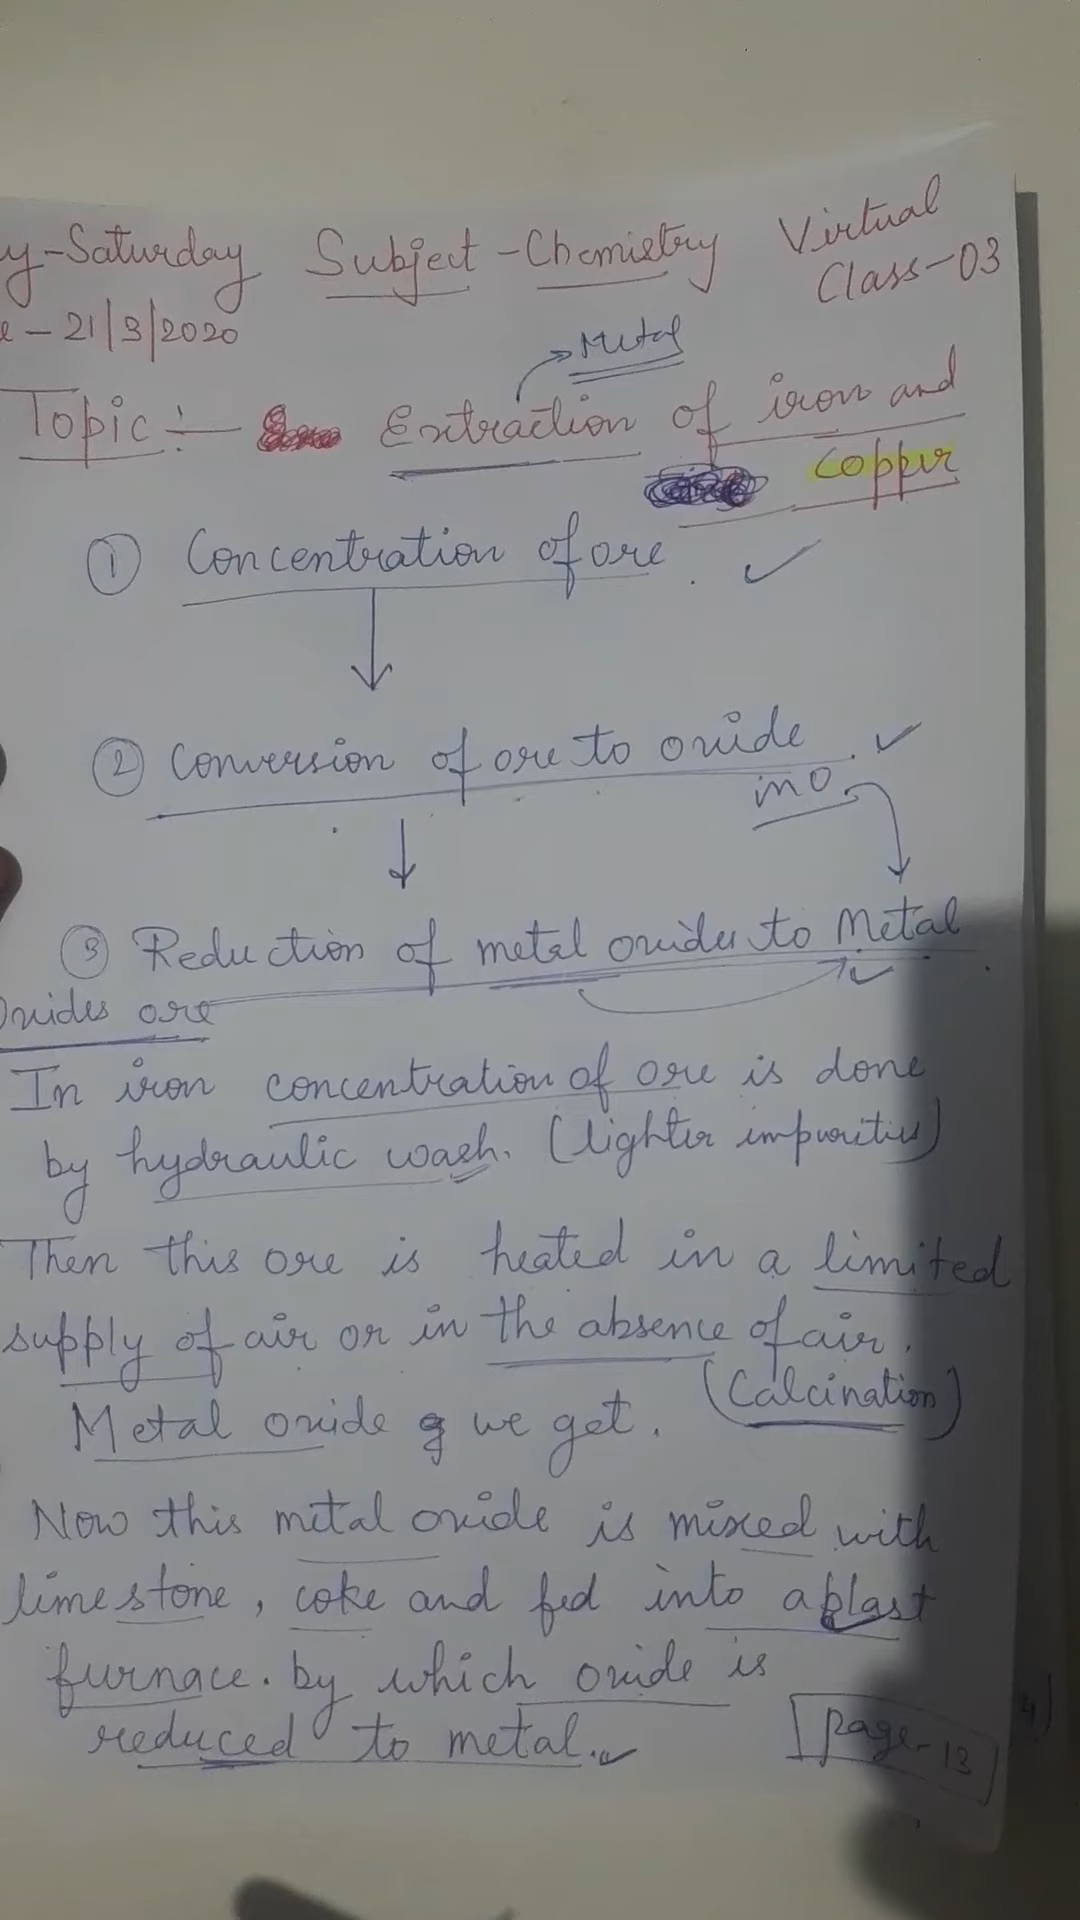 y-Saturday Subject-Chemistry Virtual
Class-03
e - 21/3/2020
Metal
Topic :- Extraction of iron and
copper
① Concentration of ore.
② Conversion of ore to oxide.
mO
③ Reduction of metal oxides to Metal
Oxides ore
In iron concentration of ore is done
by hydraulic wash. (lighter impurities)
Then this ore is heated in a limited
supply of air or in the absence of air.
(Calcination)
Metal oxide we get.
Now this metal oxide is mixed with
limestone, coke and fed into a blast
furnace. by which oxide is
reduced to metal.
page-13